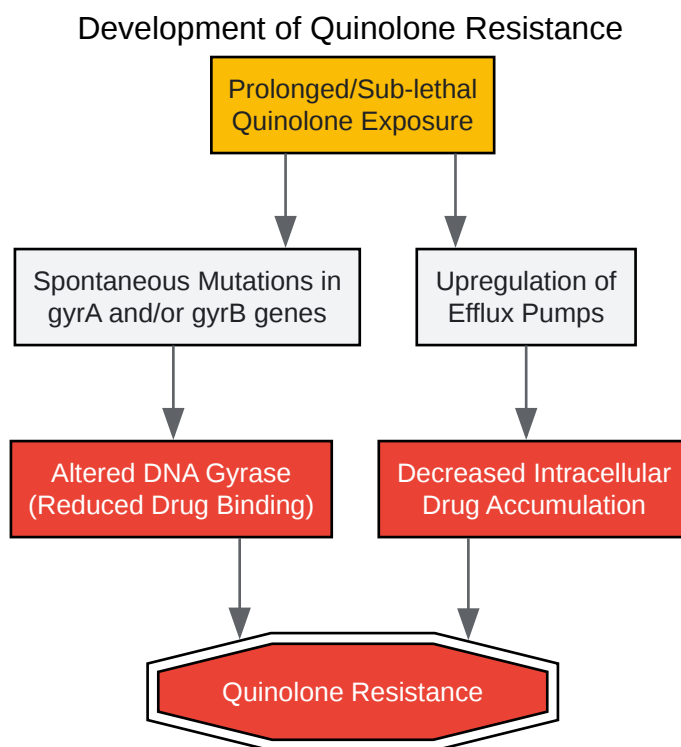 Development of Quinolone Resistance
Prolonged/Sub-lethal
Quinolone Exposure
Spontaneous Mutations in
gyrA and/or gyrB genes
Upregulation of
Efflux Pumps
Altered DNA Gyrase
(Reduced Drug Binding)
Decreased Intracellular
Drug Accumulation
Quinolone Resistance